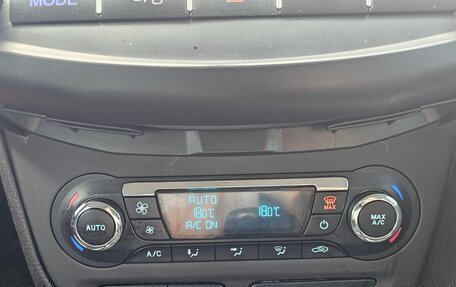 MODE
AUTO
18.0°C 18.0°C
A/C ON
MAX
AUTO
MAX
A/C
A/C